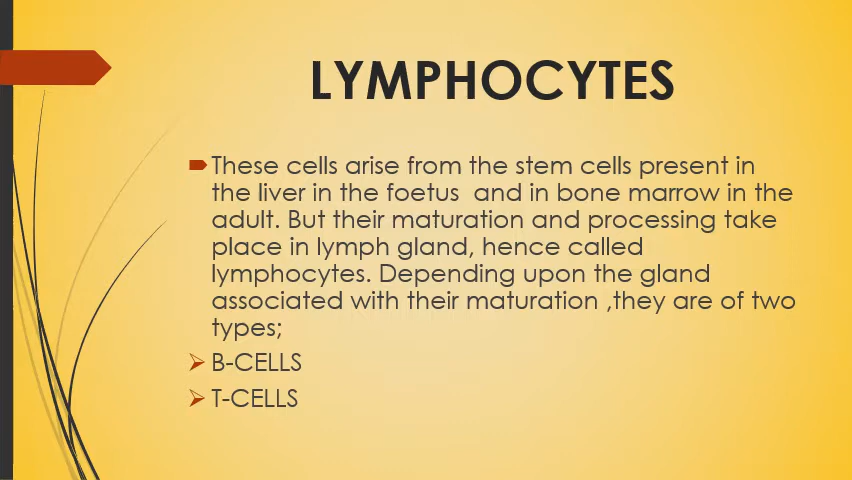 LYMPHOCYTES
These cells arise from the stem cells present in
the liver in the foetus  and in bone marrow in the
adult. But their maturation and processing take
place in lymph gland, hence called
lymphocytes. Depending upon the gland
associated with their maturation ,they are of two
types;
B-CELLS
T-CELLS